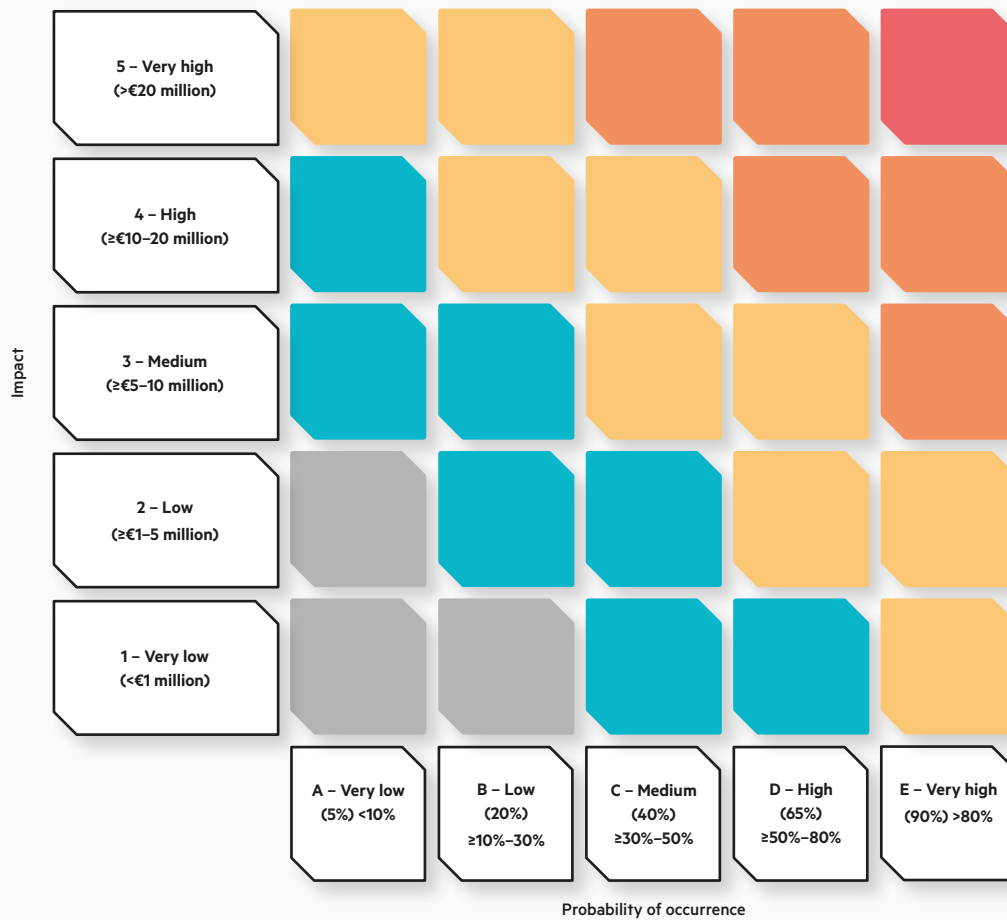 5 – Very high
(>€20 million)
4 – High
(≥€10–20 million)
Impact
3 – Medium
(≥€5–10 million)
2 – Low
(≥€1–5 million)
1 – Very low
(<€1 million)
A – Very low
(5%) <10%
B – Low
(20%)
≥10%–30%
C – Medium
(40%)
≥30%–50%
D – High
(65%)
≥50%–80%
E – Very high
(90%) >80%
Probability of occurrence